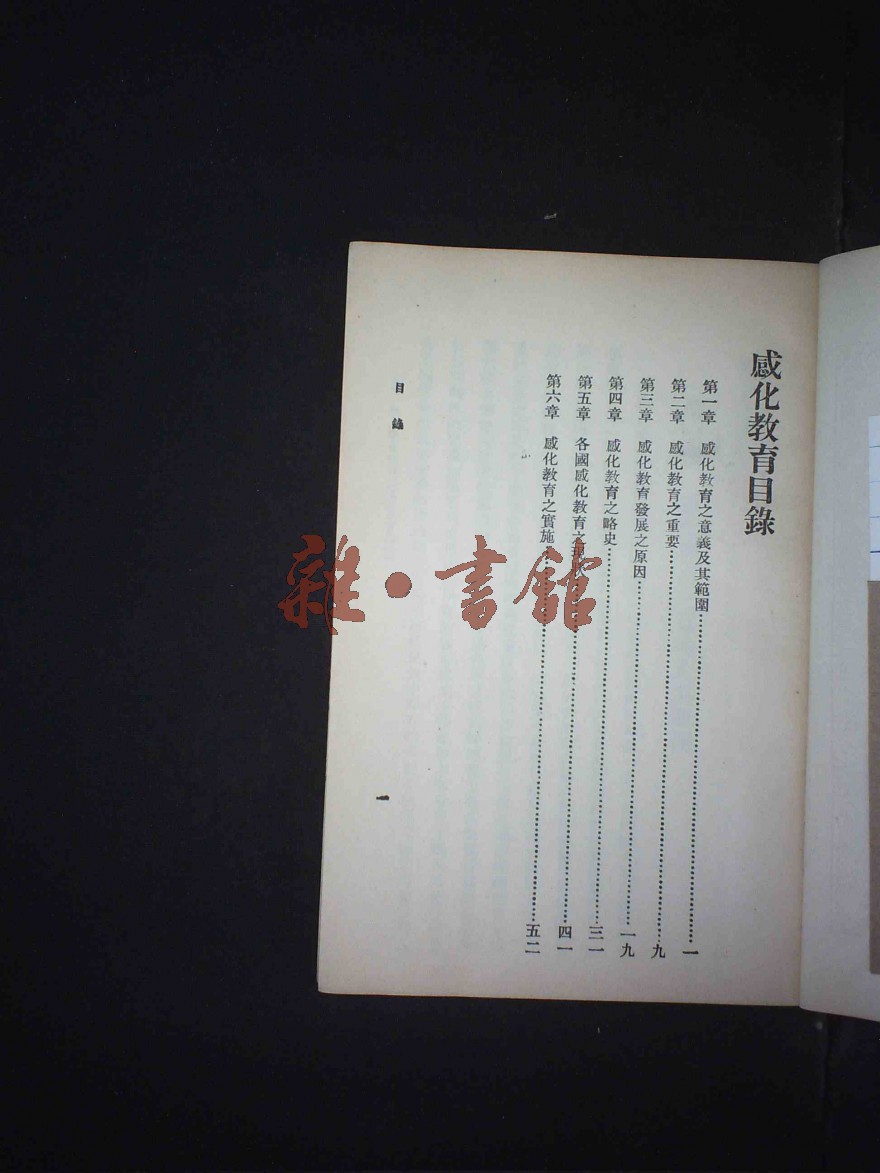 感化教育目錄
第一章　感化教育之意義及其範圍…………一
第二章　感化教育之重要…………九
第三章　感化教育發展之原因…………一九
第四章　感化教育之略史…………三一
第五章　各國感化教育之現狀…………四一
第六章　感化教育之實施…………五二
目錄
一
雜·書館